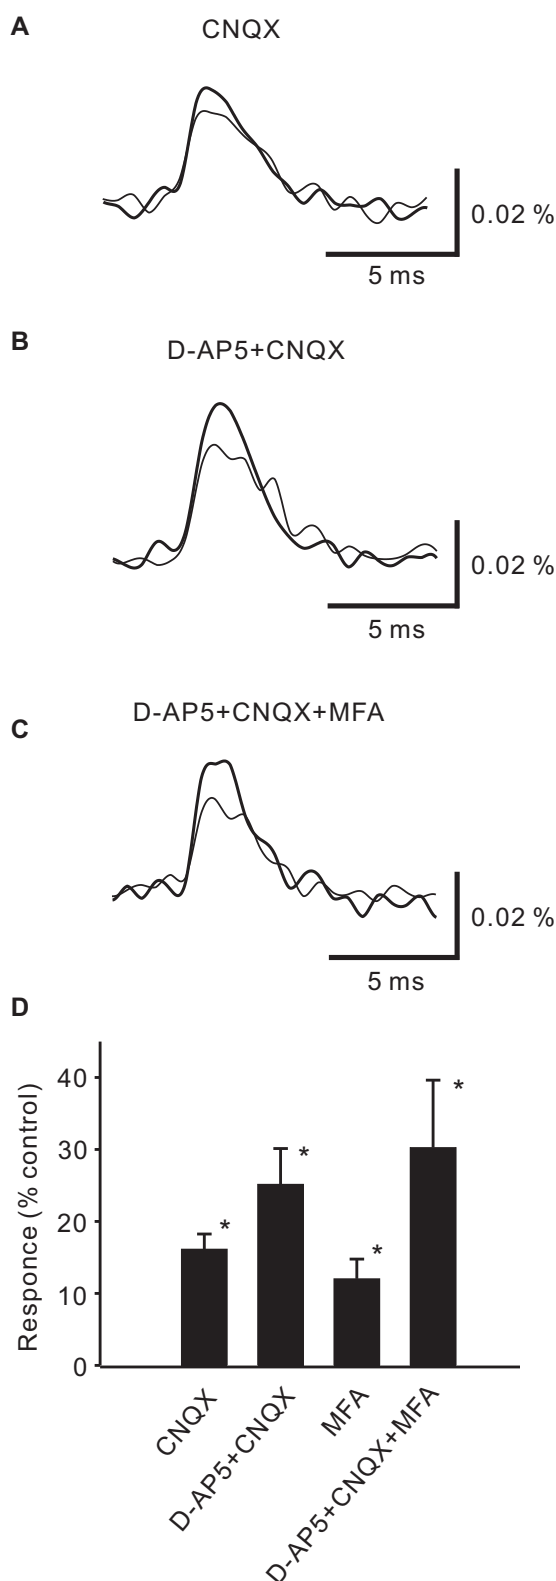 A
CNQX
0.02 %
5 ms
B
D-AP5+CNQX
0.02 %
5 ms
C
D-AP5+CNQX+MFA
0.02 %
5 ms
D
Responce (% control)
40
30
20
10
0
*
*
*
*
CNQX
D-AP5+CNQX
MFA
D-AP5+CNQX+MFA